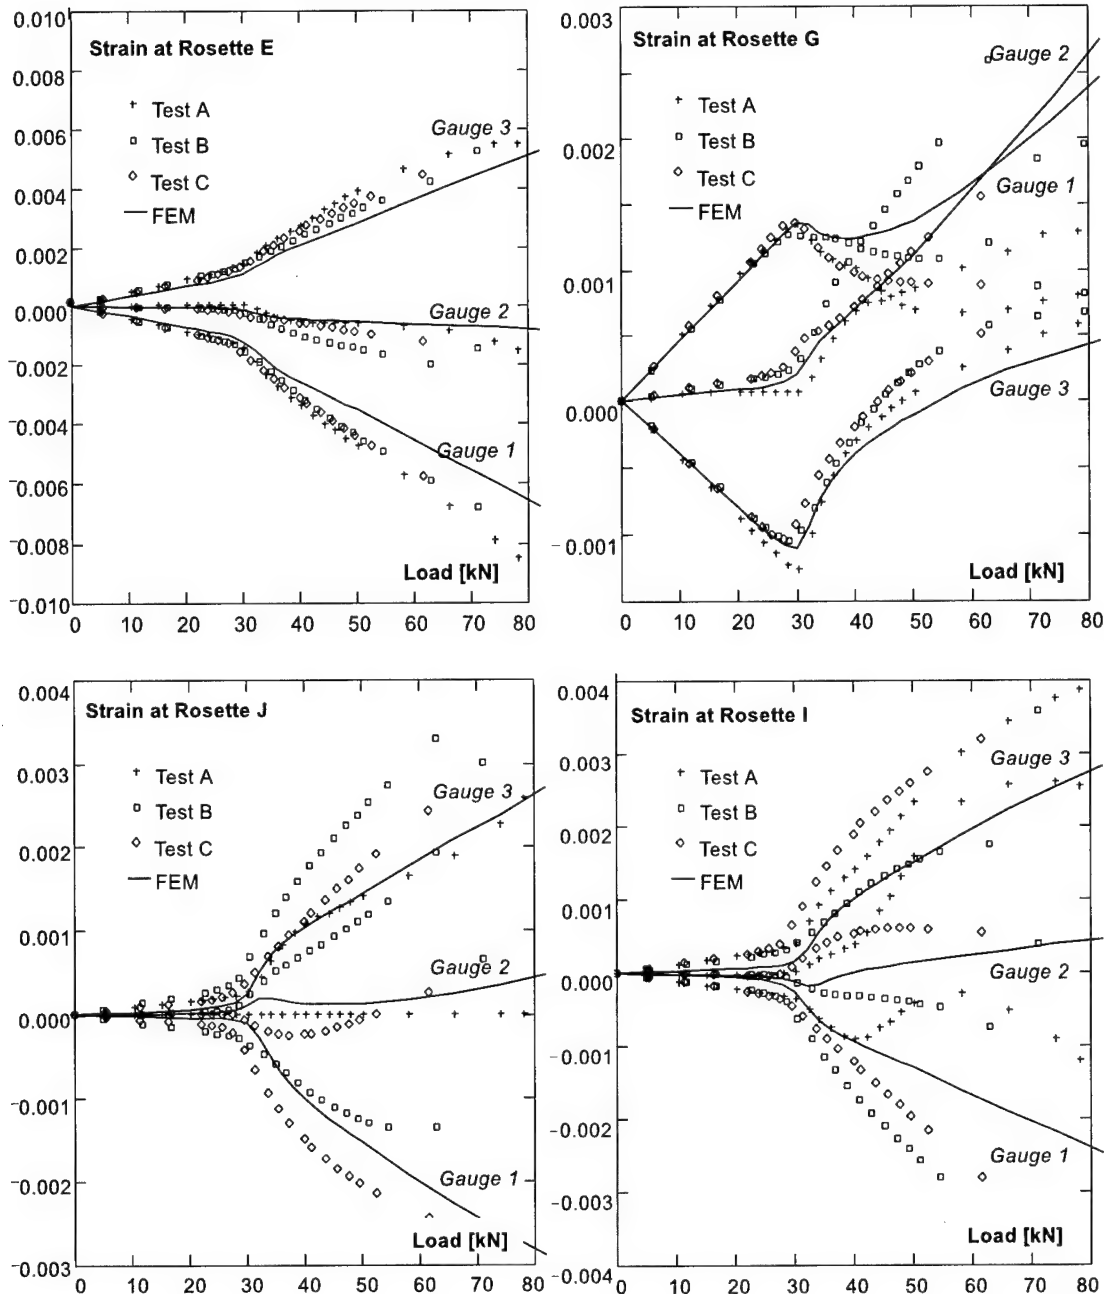 0.010
Strain at Rosette E
0.008
Test A
0.006
Gauge 3
Test B
0.004
Test C
FEM
0.002
0.000
Gauge 2
-0.002
-0.004
Gauge 1
-0.006
-0.008
Load [kN]
-0.010
0 10 20 30 40 50 60 70 80
0.003
Strain at Rosette G
Gauge 2
Test A
0.002
Test B
Test C
Gauge 1
FEM
0.001
0.000
Gauge 3
-0.001
Load [kN]
0 10 20 30 40 50 60 70 80
0.004
Strain at Rosette J
0.003
Test A
Gauge 3
Test B
0.002
Test C
FEM
0.001
Gauge 2
0.000
-0.001
Gauge 1
-0.002
Load [kN]
-0.003
0 10 20 30 40 50 60 70 80
0.004
Strain at Rosette I
0.003
Gauge 3
Test A
Test B
0.002
Test C
FEM
0.001
0.000
Gauge 2
-0.001
-0.002
Gauge 1
-0.003
Load [kN]
-0.004
0 10 20 30 40 50 60 70 80